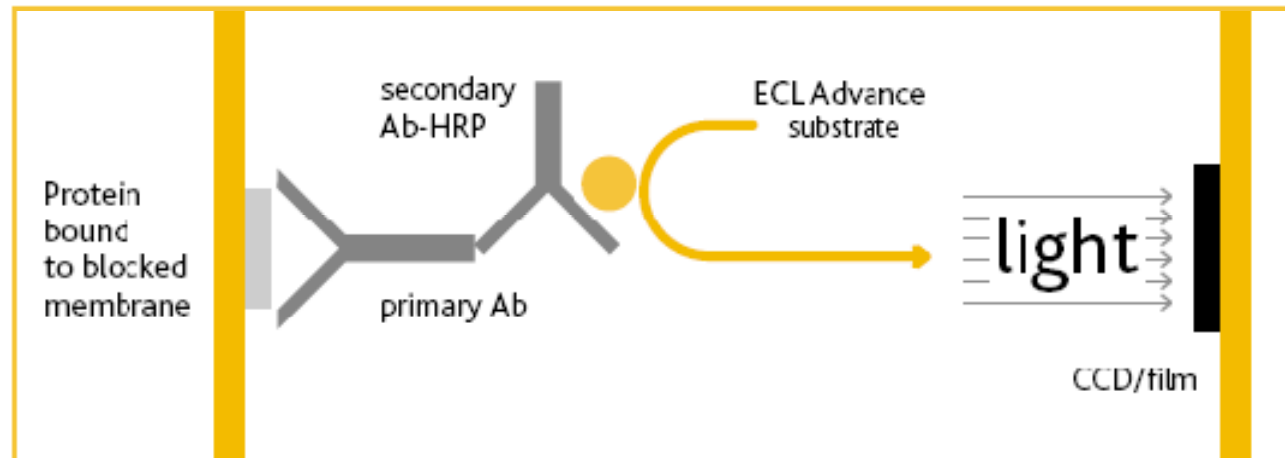 Protein
bound
to blocked
membrane
secondary
Ab-HRP
primary Ab
ECL Advance
substrate
light
CCD/film